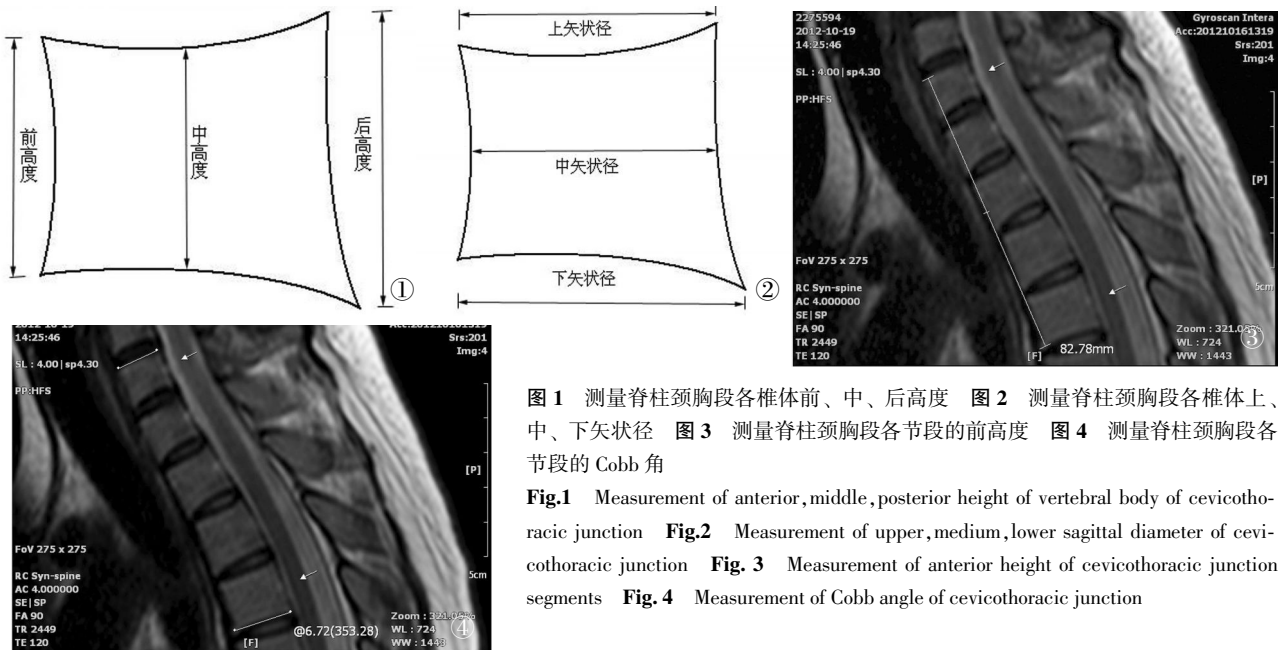 前高度
中高度
后高度
①
上矢状径
中矢状径
下矢状径
②
2275594
2012-10-19
14:25:46
SL : 4.00 | sp4.30
PP:HFS
FoV 275 x 275
RC Syn-spine
AC 4.000000
SE | SP
FA 90
TR 2449
TE 120
Gyroscan Intera
Acc:201210161319
Srs:201
Img:4
[P]
5cm
Zoom : 321.05%
WL : 724
WW : 1443
[F]
82.78mm
③
2012-10-19
14:25:46
SL : 4.00 | sp4.30
PP:HFS
FoV 275 x 275
RC Syn-spine
AC 4.000000
SE | SP
FA 90
TR 2449
TE 120
Acc:201210161319
Srs:201
Img:4
[P]
5cm
Zoom : 321.05%
WL : 724
WW : 1443
[F]
@6.72(353.28)
④
图 1 测量脊柱颈胸段各椎体前、中、后高度 图 2 测量脊柱颈胸段各椎体上、
中、下矢状径 图 3 测量脊柱颈胸段各节段的前高度 图 4 测量脊柱颈胸段各
节段的 Cobb 角
Fig.1 Measurement of anterior,middle,posterior height of vertebral body of cevicotho-
racic junction Fig.2 Measurement of upper,medium,lower sagittal diameter of cevi-
cothoracic junction Fig. 3 Measurement of anterior height of cevicothoracic junction
segments Fig. 4 Measurement of Cobb angle of cevicothoracic junction